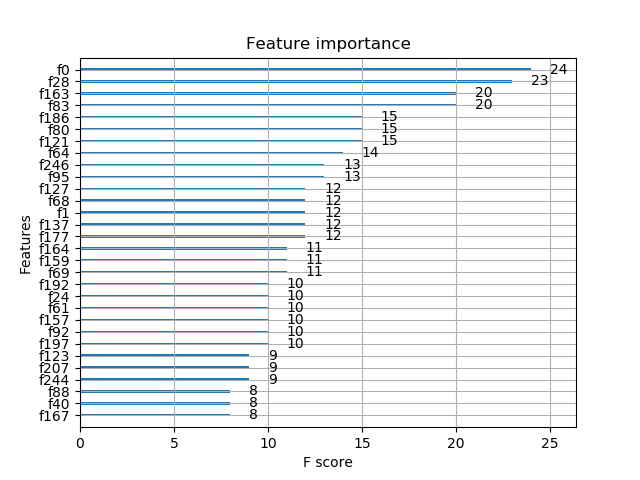 Feature importance
Features
f0 24
f28 23
f163 20
f83 20
f186 15
f80 15
f121 15
f64 14
f246 13
f95 13
f127 12
f68 12
f1 12
f137 12
f177 12
f164 11
f159 11
f69 11
f192 10
f24 10
f61 10
f157 10
f92 10
f197 10
f123 9
f207 9
f244 9
f88 8
f40 8
f167 8
0 5 10 15 20 25
F score